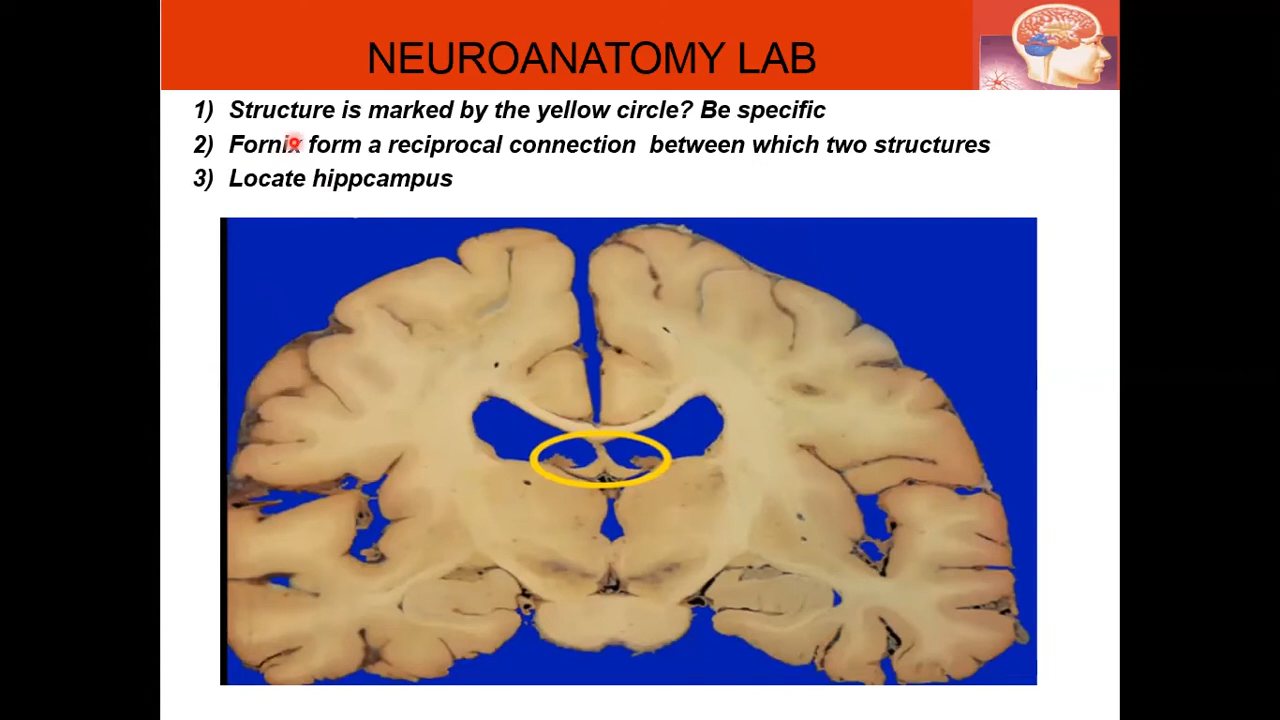 NEUROANATOMY LAB
1) Structure is marked by the yellow circle? Be specific
2) Fornix form a reciprocal connection between which two structures
3) Locate hippcampus